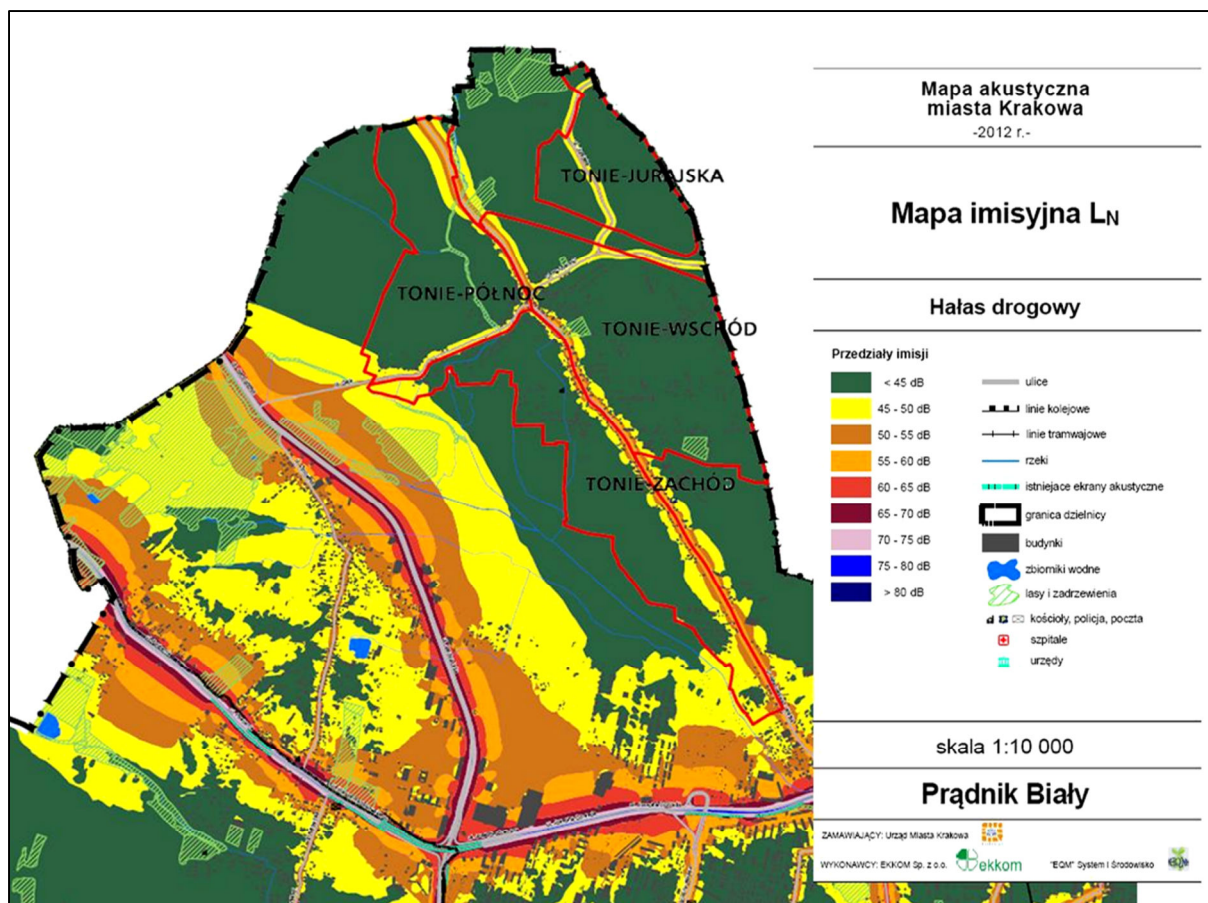 Mapa akustyczna
miasta Krakowa
-2012 r.-
Mapa imisyjna LN
Hałas drogowy
Przedziały imisji
< 45 dB
45 - 50 dB
50 - 55 dB
55 - 60 dB
60 - 65 dB
65 - 70 dB
70 - 75 dB
75 - 80 dB
> 80 dB
ulice
linie kolejowe
linie tramwajowe
rzeki
istniejace ekrany akustyczne
granica dzielnicy
budynki
zbiorniki wodne
lasy i zadrzewienia
kościoły, policja, poczta
szpitale
urzędy
skala 1:10 000
Prądnik Biały
ZAMAWIAJĄCY: Urząd Miasta Krakowa
WYKONAWCY: EKKOM Sp. z o.o. ekkom "EQM" System i Środowisko
TONIE-JURAJSKA
TONIE-PÓŁNOC
TONIE-WSCHÓD
TONIE-ZACHÓD